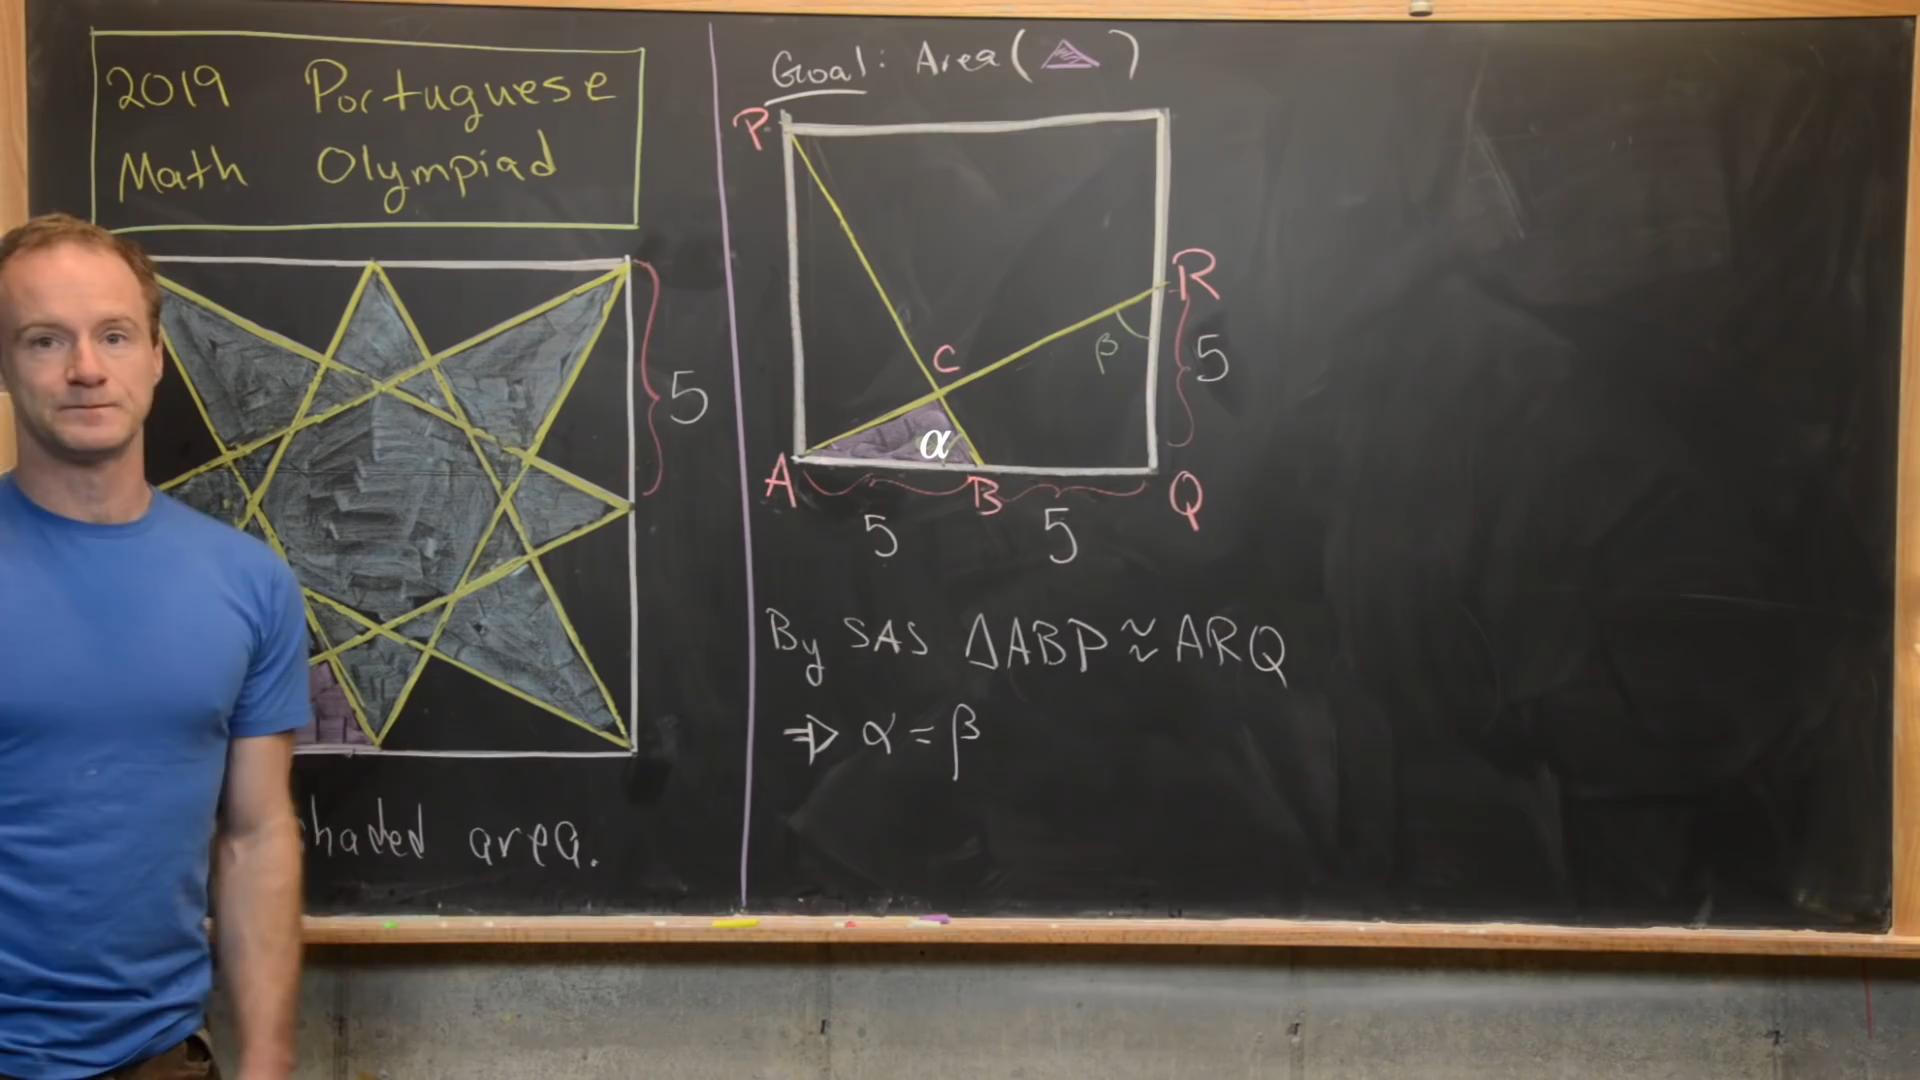 2019 Portuguese
Math Olympiad
5
haded area.
Goal: Area( )
P
R
C
β
5
α
A
B
Q
5
5
By SAS ΔABP ≈ ARQ
⇒ α = β